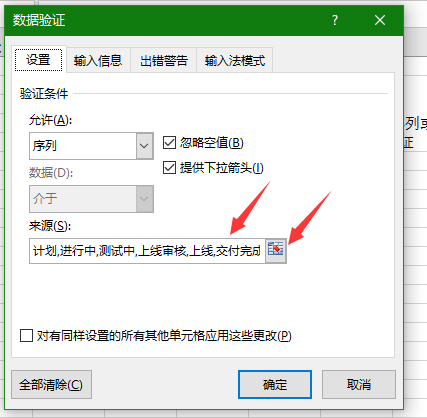 数据验证
?
设置
输入信息
出错警告
输入法模式
验证条件
允许(A):
序列
忽略空值(B)
数据(D):
提供下拉箭头(I)
介于
来源(S):
计划,进行中,测试中,上线审核,上线,交付完成
对有同样设置的所有其他单元格应用这些更改(P)
全部清除(C)
确定
取消
列或
证